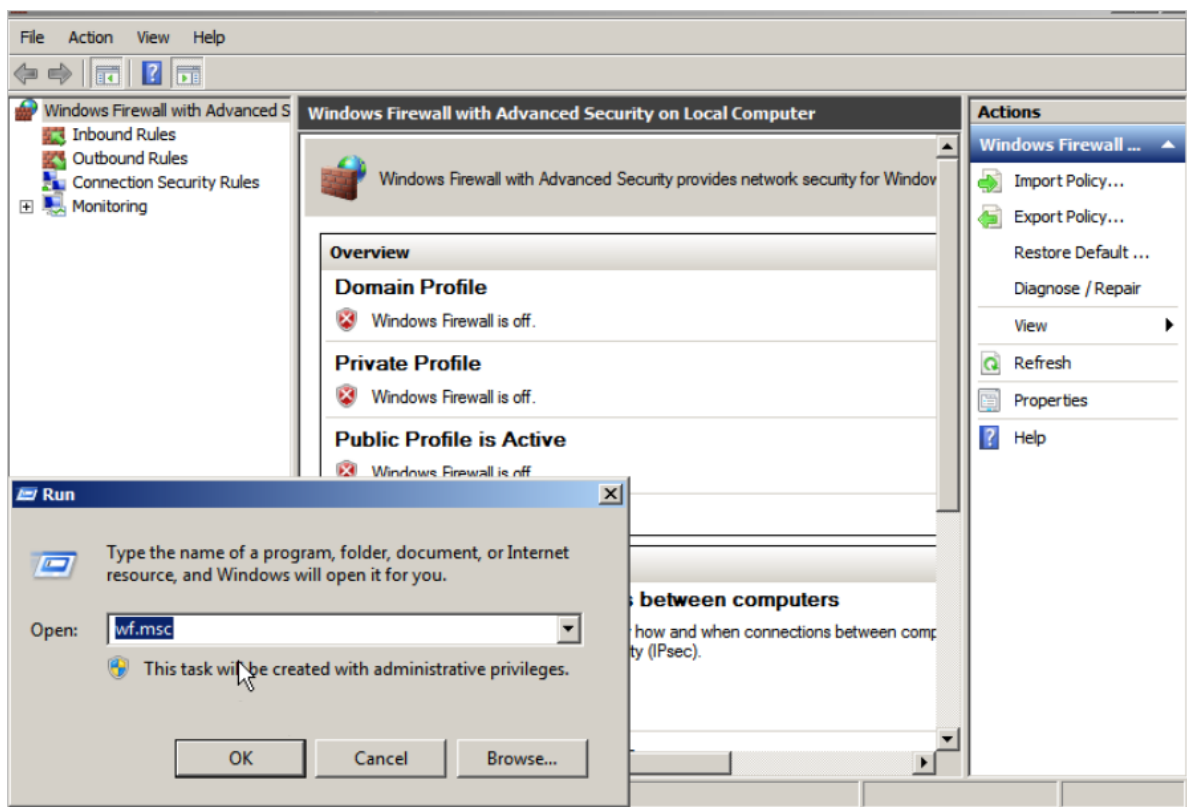 File Action View Help
Windows Firewall with Advanced S
Inbound Rules
Outbound Rules
Connection Security Rules
Monitoring
Windows Firewall with Advanced Security on Local Computer
Windows Firewall with Advanced Security provides network security for Window
Overview
Domain Profile
Windows Firewall is off.
Private Profile
Windows Firewall is off.
Public Profile is Active
Windows Firewall is off.
between computers
how and when connections between comp
ty (IPsec).
Actions
Windows Firewall ...
Import Policy...
Export Policy...
Restore Default ...
Diagnose / Repair
View
Refresh
Properties
Help
Run
Type the name of a program, folder, document, or Internet
resource, and Windows will open it for you.
Open: wf.msc
This task will be created with administrative privileges.
OK Cancel Browse...